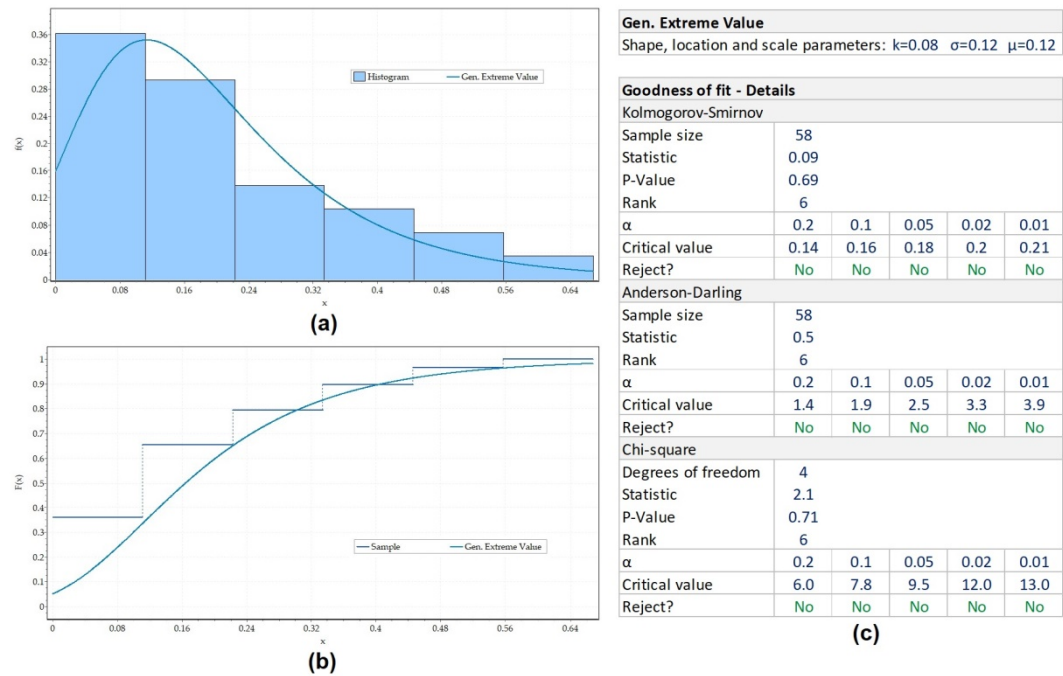 0.36
0.32
0.28
0.24
0.2
0.16
0.12
0.08
0.04
0
f(x)
Histogram Gen. Extreme Value
0 0.08 0.16 0.24 0.32 0.4 0.48 0.56 0.64
x
(a)
1
0.9
0.8
0.7
0.6
0.5
0.4
0.3
0.2
0.1
0
F(x)
Sample Gen. Extreme Value
0 0.08 0.16 0.24 0.32 0.4 0.48 0.56 0.64
x
(b)
Gen. Extreme Value
Shape, location and scale parameters: k=0.08 σ=0.12 μ=0.12
Goodness of fit - Details
Kolmogorov-Smirnov
Sample size 58
Statistic 0.09
P-Value 0.69
Rank 6
α 0.2 0.1 0.05 0.02 0.01
Critical value 0.14 0.16 0.18 0.2 0.21
Reject? No No No No No
Anderson-Darling
Sample size 58
Statistic 0.5
Rank 6
α 0.2 0.1 0.05 0.02 0.01
Critical value 1.4 1.9 2.5 3.3 3.9
Reject? No No No No No
Chi-square
Degrees of freedom 4
Statistic 2.1
P-Value 0.71
Rank 6
α 0.2 0.1 0.05 0.02 0.01
Critical value 6.0 7.8 9.5 12.0 13.0
Reject? No No No No No
(c)